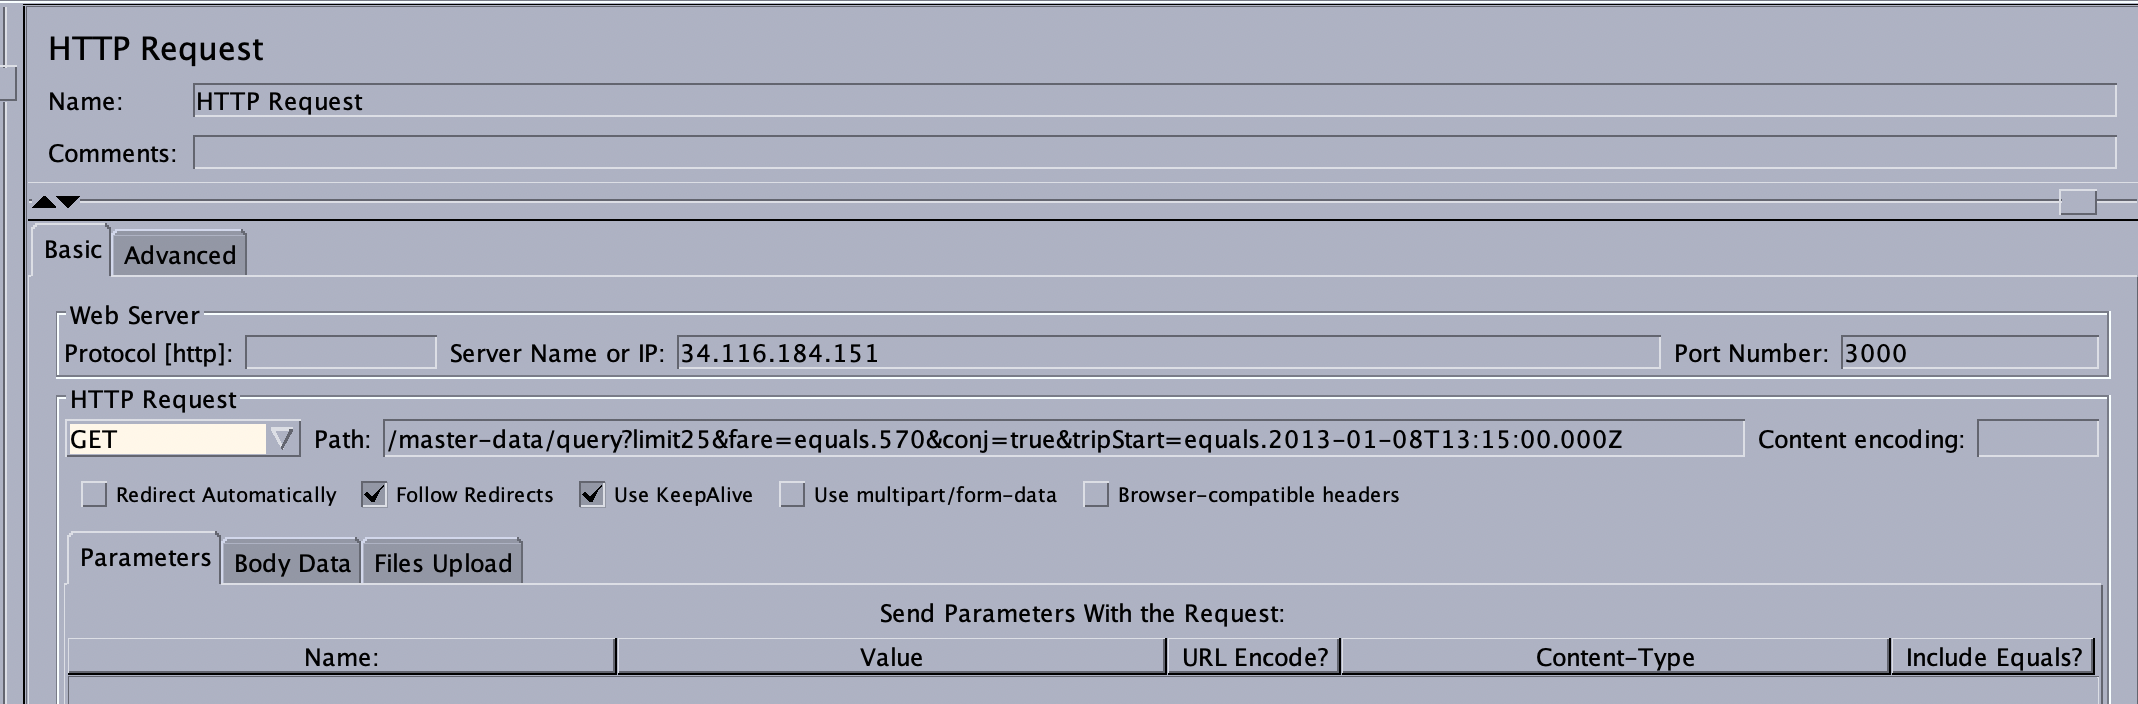 HTTP Request
Name: HTTP Request
Comments:
Basic Advanced
Web Server
Protocol [http]: Server Name or IP: 34.116.184.151 Port Number: 3000
HTTP Request
GET Path: /master-data/query?limit25&fare=equals.570&conj=true&tripStart=equals.2013-01-08T13:15:00.000Z Content encoding:
Redirect Automatically Follow Redirects Use KeepAlive Use multipart/form-data Browser-compatible headers
Parameters Body Data Files Upload
Send Parameters With the Request:
Name: Value URL Encode? Content-Type Include Equals?